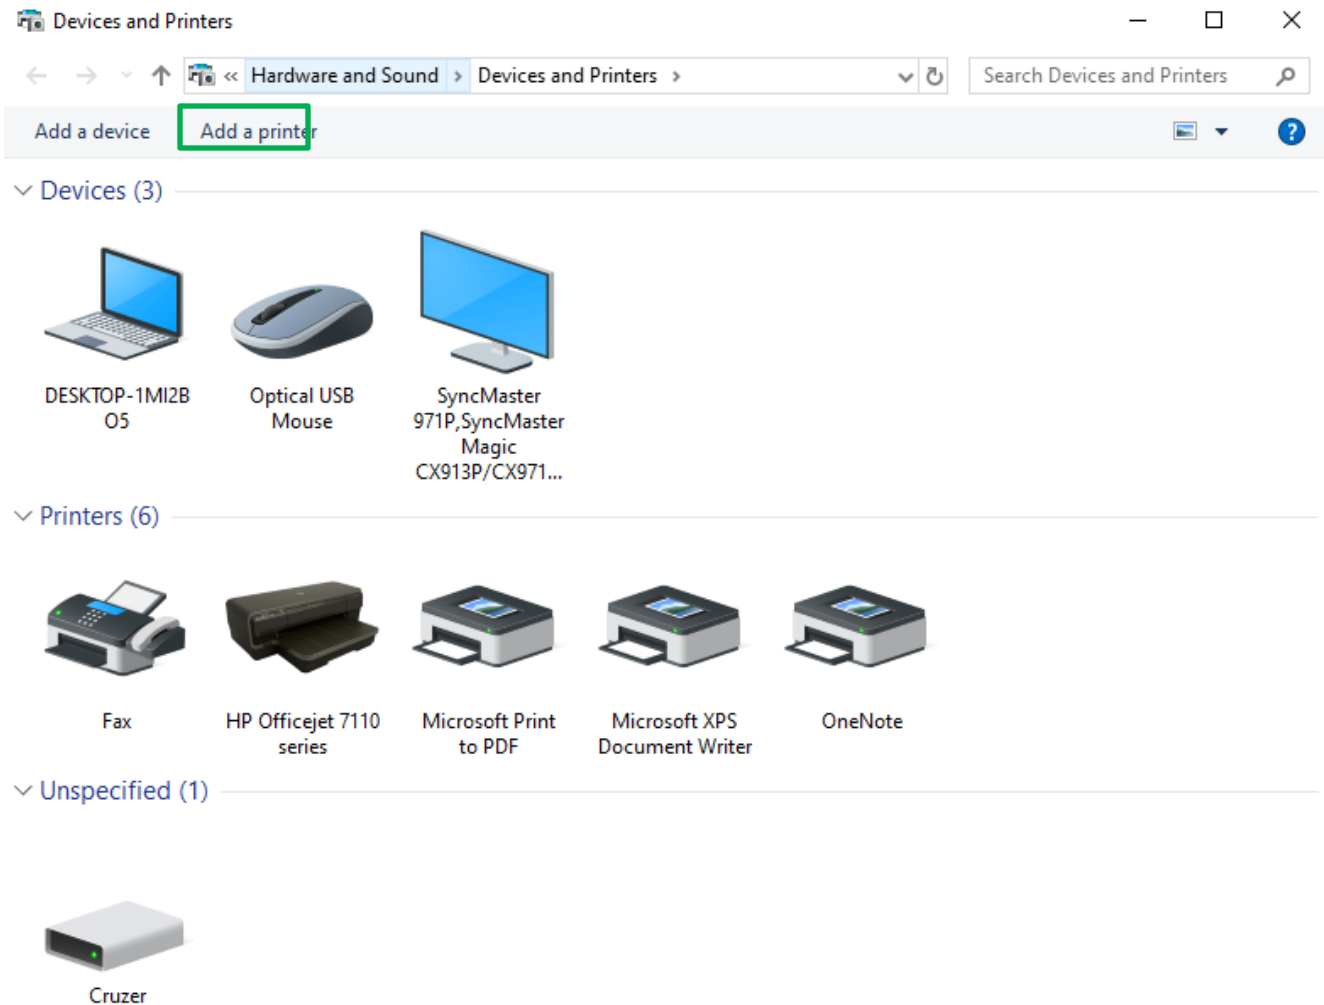 Devices and Printers
« Hardware and Sound > Devices and Printers >
Search Devices and Printers
Add a device
Add a printer
?
Devices (3)
DESKTOP-1MI2B
O5
Optical USB
Mouse
SyncMaster
971P,SyncMaster
Magic
CX913P/CX971...
Printers (6)
Fax
HP Officejet 7110
series
Microsoft Print
to PDF
Microsoft XPS
Document Writer
OneNote
Unspecified (1)
Cruzer